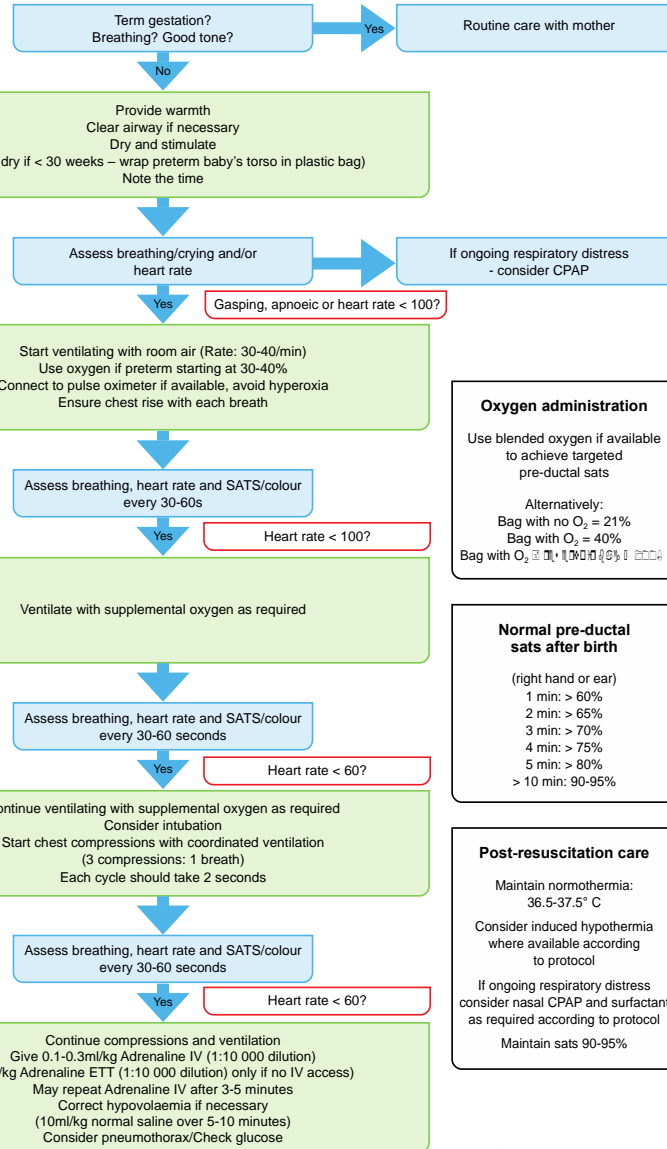 Term gestation?
Breathing? Good tone?
Yes
Routine care with mother
No
Provide warmth
Clear airway if necessary
Dry and stimulate
dry if < 30 weeks – wrap preterm baby's torso in plastic bag)
Note the time
Assess breathing/crying and/or
heart rate
If ongoing respiratory distress
- consider CPAP
Yes
Gasping, apnoeic or heart rate < 100?
Start ventilating with room air (Rate: 30-40/min)
Use oxygen if preterm starting at 30-40%
Connect to pulse oximeter if available, avoid hyperoxia
Ensure chest rise with each breath
Assess breathing, heart rate and SATS/colour
every 30-60s
Yes
Heart rate < 100?
Ventilate with supplemental oxygen as required
Assess breathing, heart rate and SATS/colour
every 30-60 seconds
Yes
Heart rate < 60?
ontinue ventilating with supplemental oxygen as required
Consider intubation
Start chest compressions with coordinated ventilation
(3 compressions: 1 breath)
Each cycle should take 2 seconds
Assess breathing, heart rate and SATS/colour
every 30-60 seconds
Yes
Heart rate < 60?
Continue compressions and ventilation
Give 0.1-0.3ml/kg Adrenaline IV (1:10 000 dilution)
/kg Adrenaline ETT (1:10 000 dilution) only if no IV access)
May repeat Adrenaline IV after 3-5 minutes
Correct hypovolaemia if necessary
(10ml/kg normal saline over 5-10 minutes)
Consider pneumothorax/Check glucose
Oxygen administration
Use blended oxygen if available
to achieve targeted
pre-ductal sats
Alternatively:
Bag with no O₂ = 21%
Bag with O₂ = 40%
Bag with O₂
Normal pre-ductal
sats after birth
(right hand or ear)
1 min: > 60%
2 min: > 65%
3 min: > 70%
4 min: > 75%
5 min: > 80%
> 10 min: 90-95%
Post-resuscitation care
Maintain normothermia:
36.5-37.5° C
Consider induced hypothermia
where available according
to protocol
If ongoing respiratory distress
consider nasal CPAP and surfactant
as required according to protocol
Maintain sats 90-95%